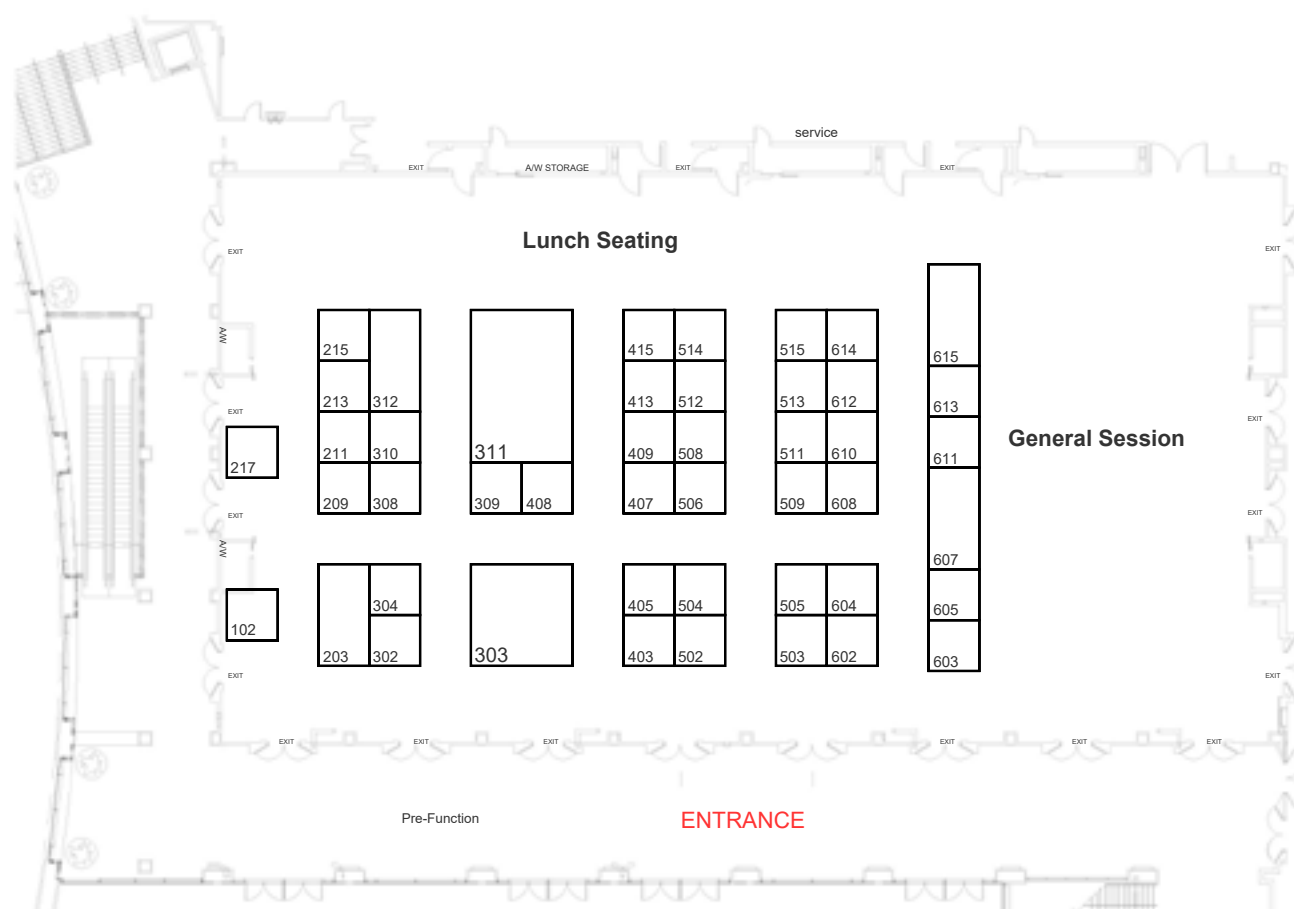 service
EXIT
A/W STORAGE
EXIT
EXIT
Lunch Seating
EXIT
EXIT
A/W
215
312
213
211
310
209
308
311
309
408
415
514
413
512
409
508
407
506
515
614
513
612
511
610
509
608
615
613
611
607
605
603
General Session
EXIT
EXIT
217
EXIT
EXIT
A/W
102
203
304
302
303
405
504
403
502
505
604
503
602
EXIT
EXIT
EXIT
EXIT
EXIT
EXIT
EXIT
EXIT
Pre-Function
ENTRANCE